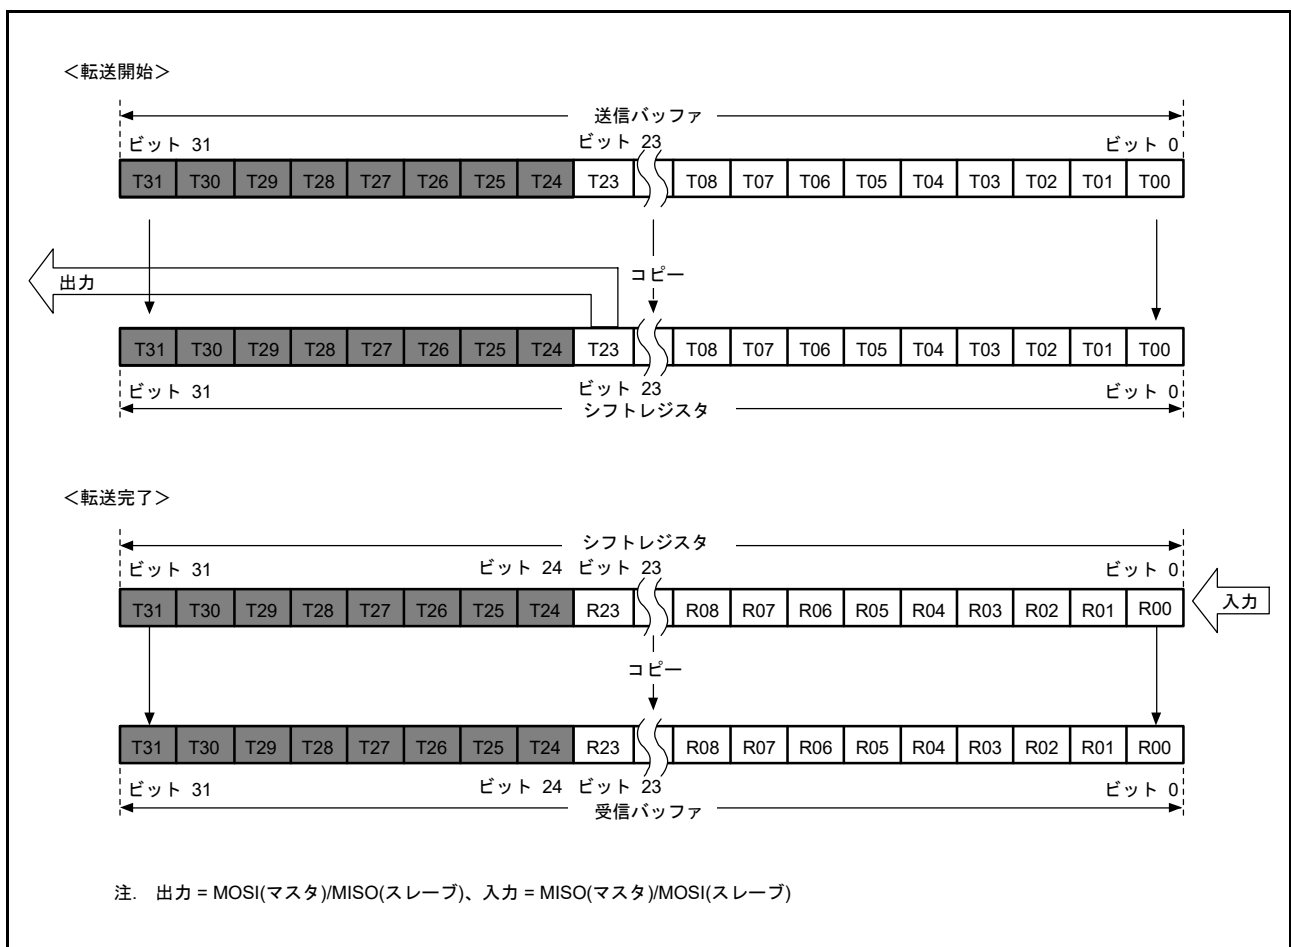 ＜転送開始＞
送信バッファ
ビット 31 ビット 23 ビット 0
T31 T30 T29 T28 T27 T26 T25 T24 T23 T08 T07 T06 T05 T04 T03 T02 T01 T00
コピー
出力
T31 T30 T29 T28 T27 T26 T25 T24 T23 T08 T07 T06 T05 T04 T03 T02 T01 T00
ビット 31 ビット 23 ビット 0
シフトレジスタ
＜転送完了＞
シフトレジスタ
ビット 31 ビット 24 ビット 23 ビット 0
T31 T30 T29 T28 T27 T26 T25 T24 R23 R08 R07 R06 R05 R04 R03 R02 R01 R00 入力
コピー
T31 T30 T29 T28 T27 T26 T25 T24 R23 R08 R07 R06 R05 R04 R03 R02 R01 R00
ビット 31 ビット 24 ビット 23 ビット 0
受信バッファ
注. 出力 = MOSI(マスタ)/MISO(スレーブ)、入力 = MISO(マスタ)/MOSI(スレーブ)